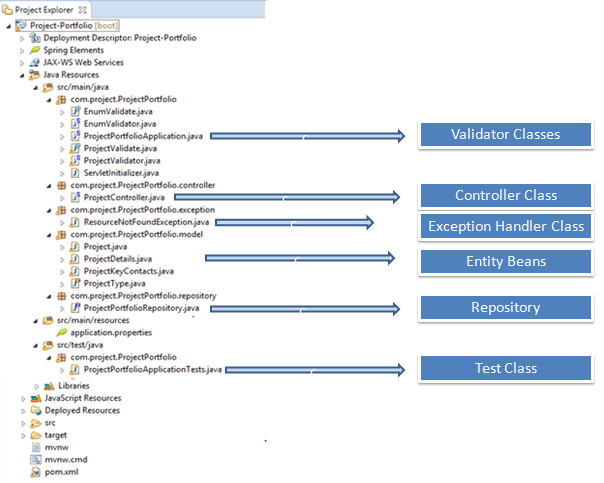 Project Explorer
Project-Portfolio [boot]
Deployment Descriptor: Project-Portfolio
Spring Elements
JAX-WS Web Services
Java Resources
src/main/java
com.project.ProjectPortfolio
EnumValidate.java
EnumValidator.java
ProjectPortfolioApplication.java
Validator Classes
ProjectValidate.java
ProjectValidator.java
ServletInitializer.java
com.project.ProjectPortfolio.controller
ProjectController.java
Controller Class
com.project.ProjectPortfolio.exception
ResourceNotFoundException.java
Exception Handler Class
com.project.ProjectPortfolio.model
Project.java
ProjectDetails.java
Entity Beans
ProjectKeyContacts.java
ProjectType.java
com.project.ProjectPortfolio.repository
ProjectPortfolioRepository.java
Repository
src/main/resources
application.properties
src/test/java
com.project.ProjectPortfolio
ProjectPortfolioApplicationTests.java
Test Class
Libraries
JavaScript Resources
Deployed Resources
src
target
mvnw
mvnw.cmd
pom.xml